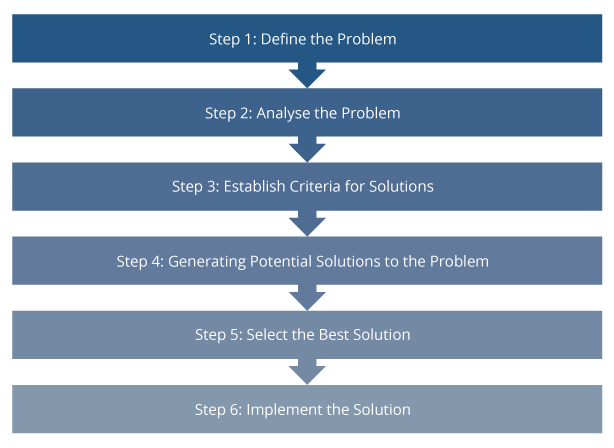 Step 1: Define the Problem
Step 2: Analyse the Problem
Step 3: Establish Criteria for Solutions
Step 4: Generating Potential Solutions to the Problem
Step 5: Select the Best Solution
Step 6: Implement the Solution